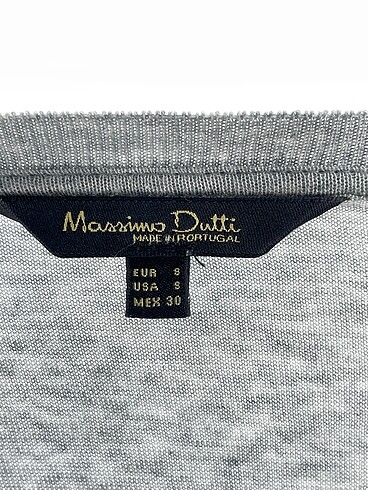 Massimo Dutti
MADE IN PORTUGAL
EUR S
USA S
MEX 30